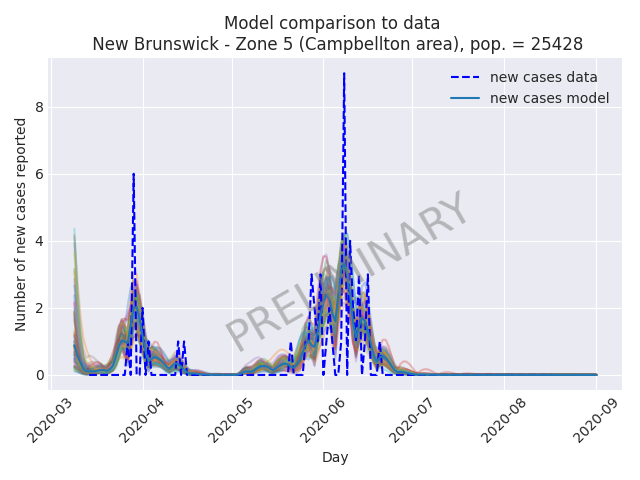 Model comparison to data
New Brunswick - Zone 5 (Campbellton area), pop. = 25428
new cases data
new cases model
Number of new cases reported
8
6
4
2
0
PRELIMINARY
2020-03
2020-04
2020-05
2020-06
2020-07
2020-08
2020-09
Day